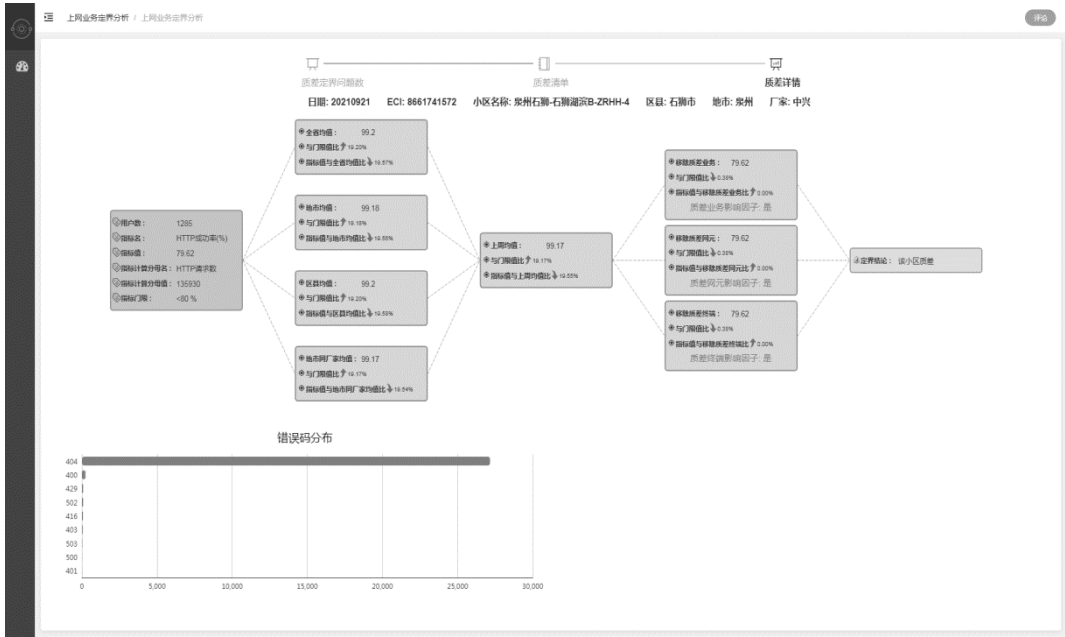 上网业务定界分析 / 上网业务定界分析
评论
质差定界问题数
质差清单
质差详情
日期: 20210921 ECI: 8661741572 小区名称: 泉州石狮-石狮湖滨B-ZRHH-4 区县: 石狮市 地市: 泉州 厂家: 中兴
用户数: 1285
指标名: HTTP成功率(%)
指标值: 79.62
指标计算分母名: HTTP请求数
指标计算分母值: 135930
指标门限: <80 %
全省均值: 99.2
与门限值比 19.20%
指标值与全省均值比 19.57%
地市均值: 99.18
与门限值比 19.18%
指标值与地市均值比 19.56%
区县均值: 99.2
与门限值比 19.20%
指标值与区县均值比 19.58%
地市同厂家均值: 99.17
与门限值比 19.17%
指标值与地市同厂家均值比 19.54%
上周均值: 99.17
与门限值比 19.17%
指标值与上周均值比 19.55%
移除质差业务: 79.62
与门限值比 0.38%
指标值与移除质差业务比 0.00%
质差业务影响因子: 是
移除质差网元: 79.62
与门限值比 0.38%
指标值与移除质差网元比 0.00%
质差网元影响因子: 是
移除质差终端: 79.62
与门限值比 0.38%
指标值与移除质差终端比 0.00%
质差终端影响因子: 是
定界结论: 该小区质差
错误码分布
404
400
429
502
416
403
503
500
401
0 5,000 10,000 15,000 20,000 25,000 30,000